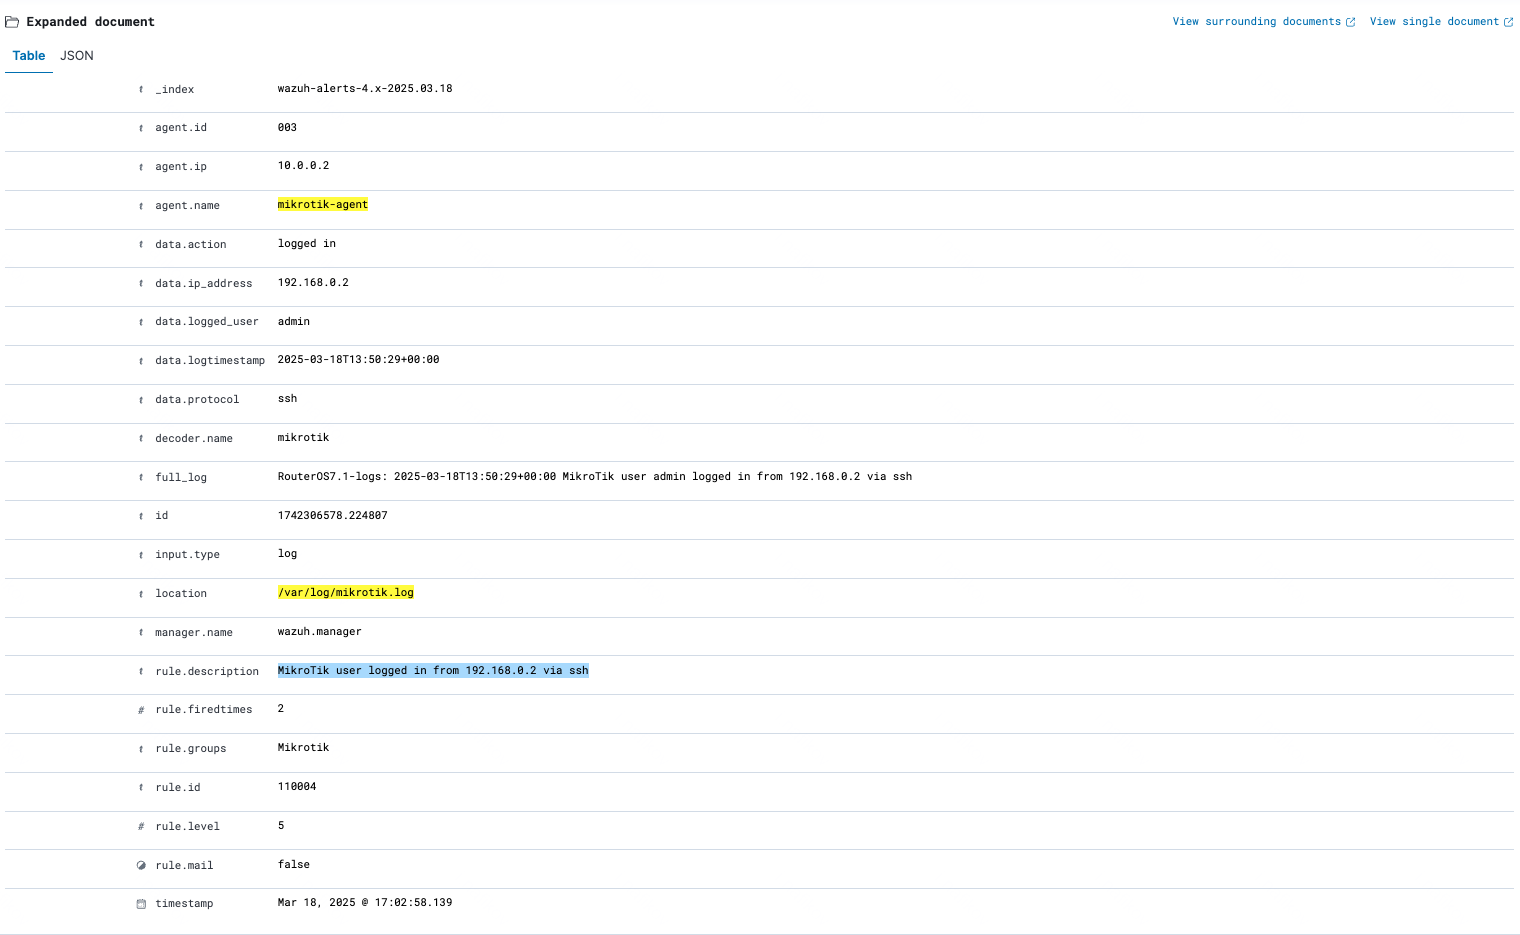 Expanded document View surrounding documents View single document
Table JSON
t _index wazuh-alerts-4.x-2025.03.18
t agent.id 003
t agent.ip 10.0.0.2
t agent.name mikrotik-agent
t data.action logged in
t data.ip_address 192.168.0.2
t data.logged_user admin
t data.logtimestamp 2025-03-18T13:50:29+00:00
t data.protocol ssh
t decoder.name mikrotik
t full_log RouterOS7.1-logs: 2025-03-18T13:50:29+00:00 MikroTik user admin logged in from 192.168.0.2 via ssh
t id 1742306578.224807
t input.type log
t location /var/log/mikrotik.log
t manager.name wazuh.manager
t rule.description MikroTik user logged in from 192.168.0.2 via ssh
# rule.firedtimes 2
t rule.groups Mikrotik
t rule.id 110004
# rule.level 5
rule.mail false
timestamp Mar 18, 2025 @ 17:02:58.139